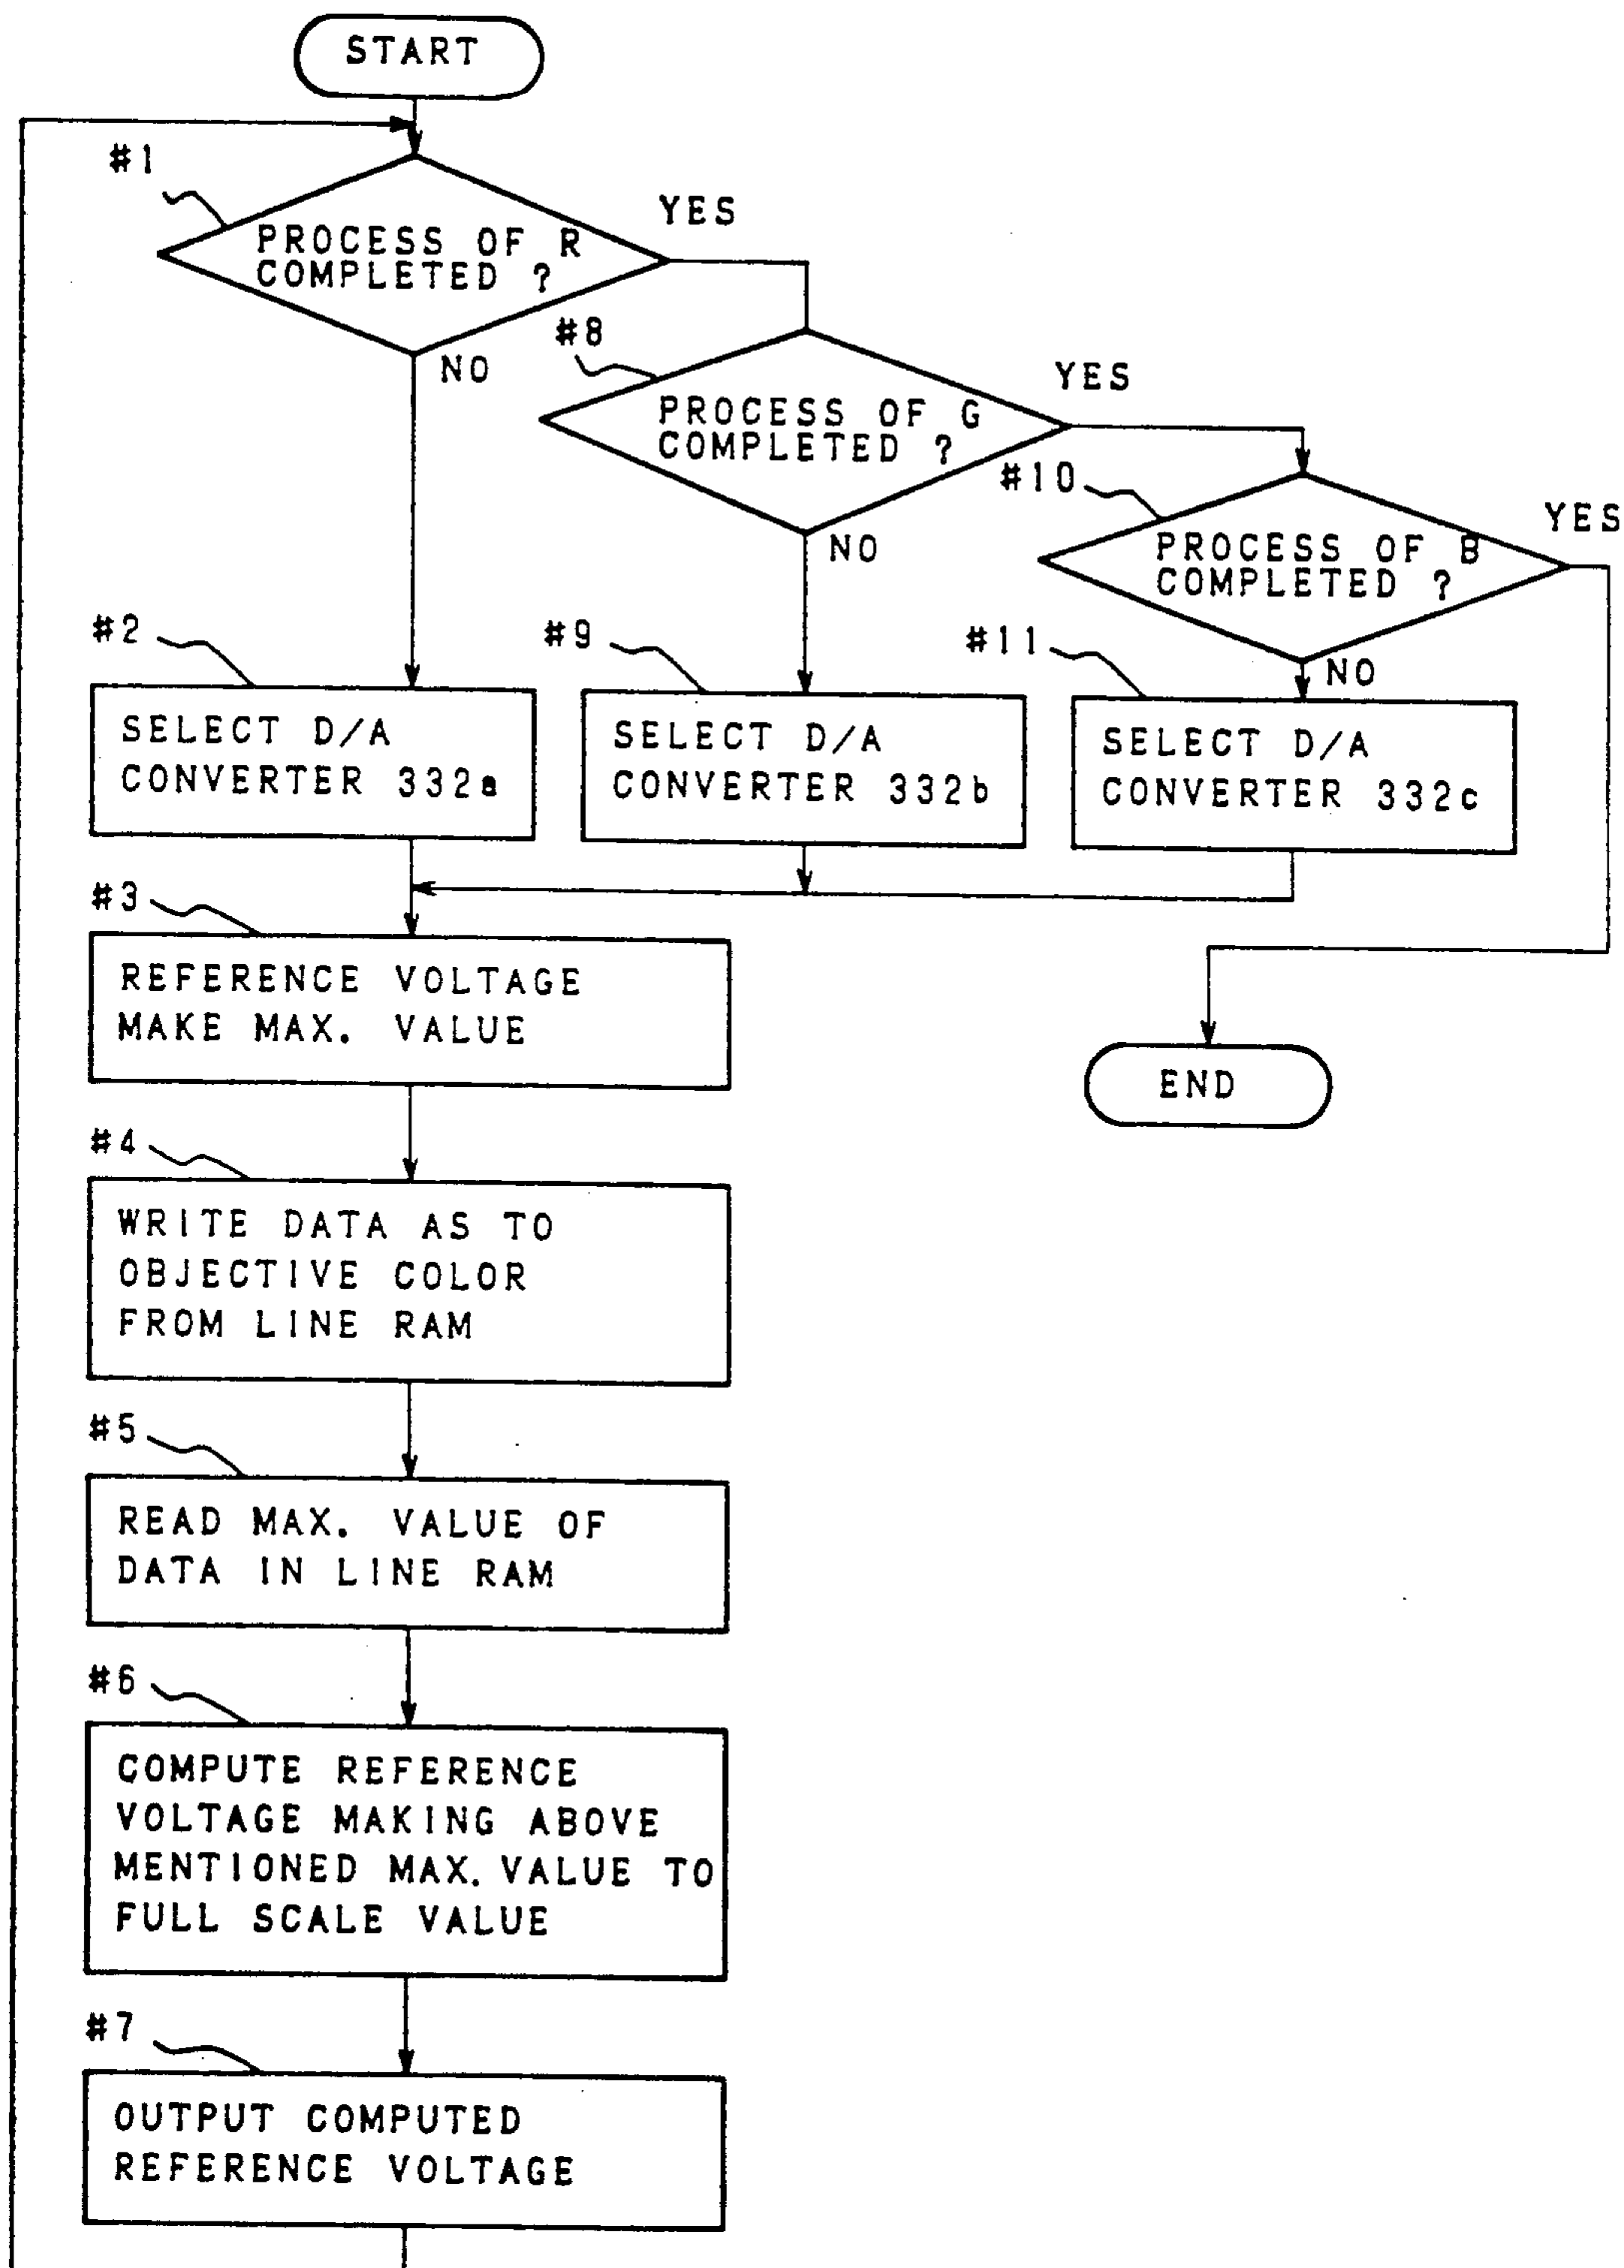 START
#1
PROCESS OF R
COMPLETED ?
YES
NO
#8
PROCESS OF G
COMPLETED ?
YES
NO
#10
PROCESS OF B
COMPLETED ?
YES
NO
#2
SELECT D/A
CONVERTER 332a
#9
SELECT D/A
CONVERTER 332b
#11
SELECT D/A
CONVERTER 332c
#3
REFERENCE VOLTAGE
MAKE MAX. VALUE
END
#4
WRITE DATA AS TO
OBJECTIVE COLOR
FROM LINE RAM
#5
READ MAX. VALUE OF
DATA IN LINE RAM
#6
COMPUTE REFERENCE
VOLTAGE MAKING ABOVE
MENTIONED MAX. VALUE TO
FULL SCALE VALUE
#7
OUTPUT COMPUTED
REFERENCE VOLTAGE